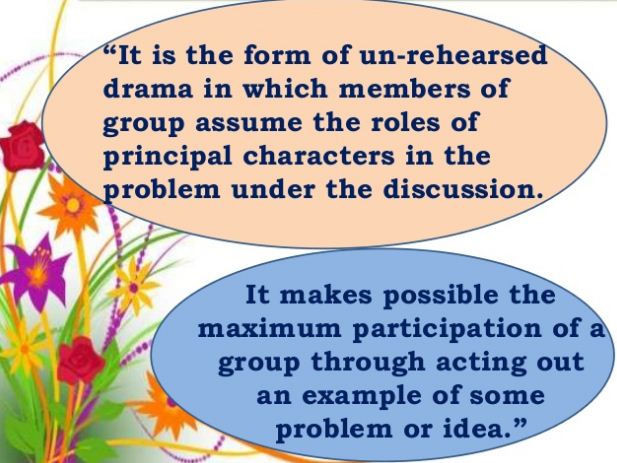 “It is the form of un-rehearsed
drama in which members of
group assume the roles of
principal characters in the
problem under the discussion.
It makes possible the
maximum participation of a
group through acting out
an example of some
problem or idea.”